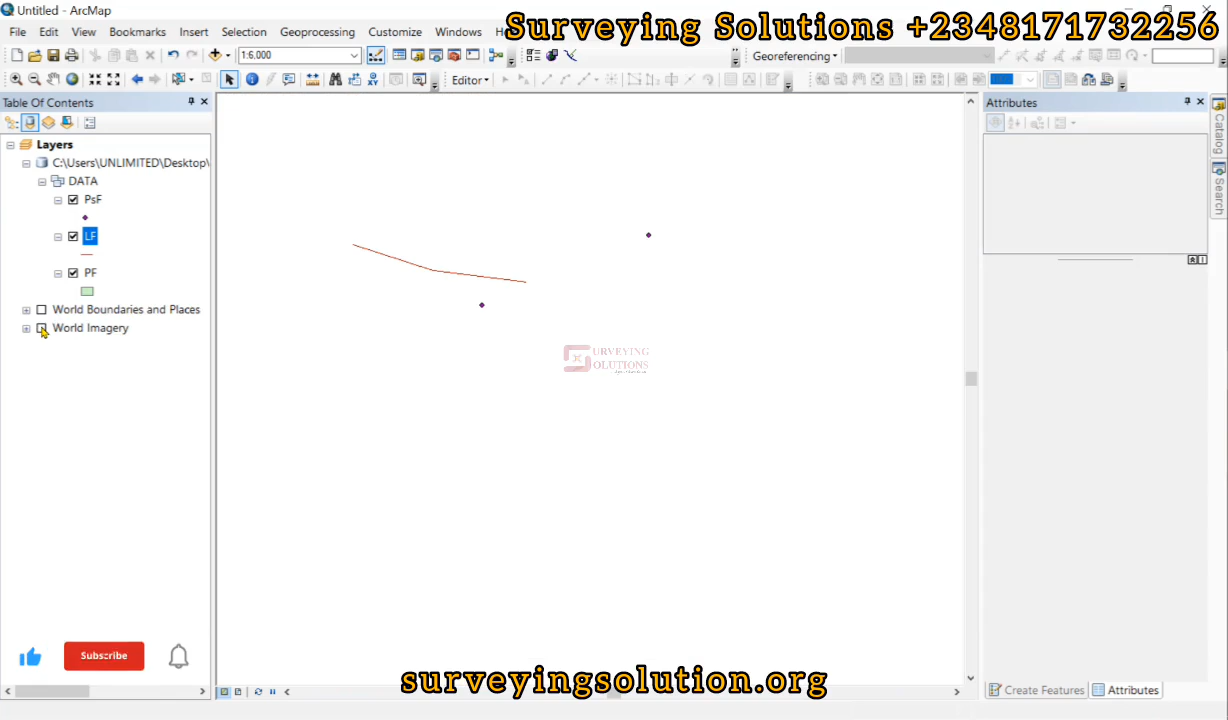 Untitled - ArcMap
Surveying Solutions +2348171732256
File Edit View Bookmarks Insert Selection Geoprocessing Customize Windows
1:6,000
Georeferencing
Editor
Table Of Contents
Attributes
Layers
C:\Users\UNLIMITED\Desktop\
DATA
PsF
LF
PF
World Boundaries and Places
World Imagery
Catalog
Search
URVEYING
OLUTIONS
Subscribe
surveyingsolution.org
Create Features Attributes